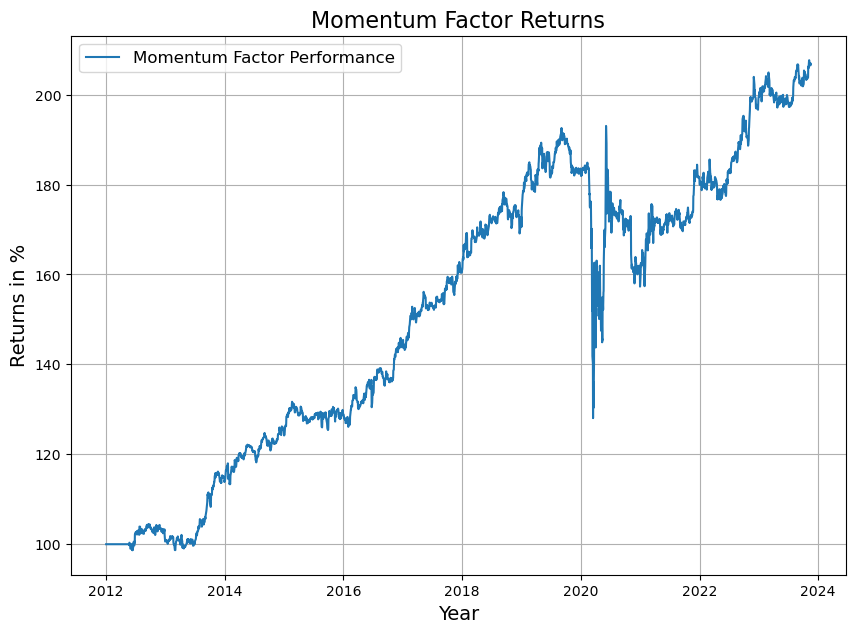 Momentum Factor Returns
Momentum Factor Performance
Returns in %
200
180
160
140
120
100
2012 2014 2016 2018 2020 2022 2024
Year